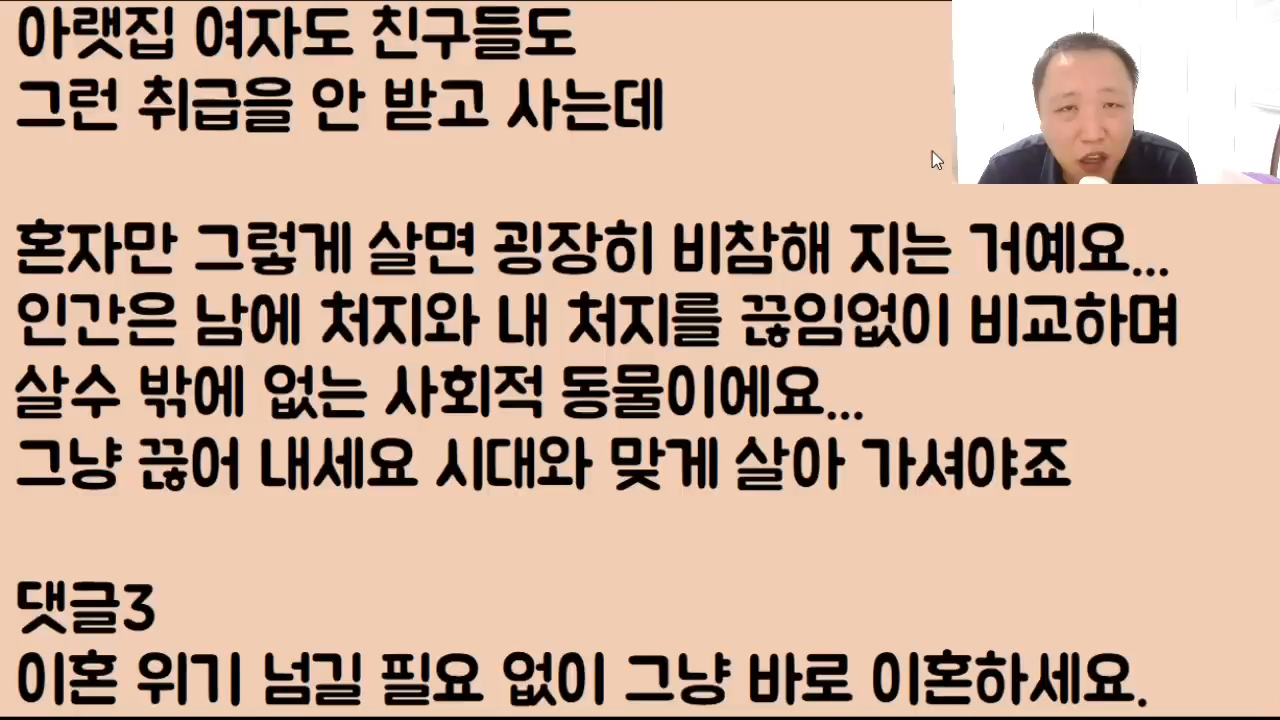 아랫집 여자도 친구들도
그런 취급을 안 받고 사는데
혼자만 그렇게 살면 굉장히 비참해 지는 거예요...
인간은 남에 처지와 내 처지를 끊임없이 비교하며
살수 밖에 없는 사회적 동물이에요...
그냥 끊어 내세요 시대와 맞게 살아 가셔야죠
댓글3
이혼 위기 넘길 필요 없이 그냥 바로 이혼하세요.